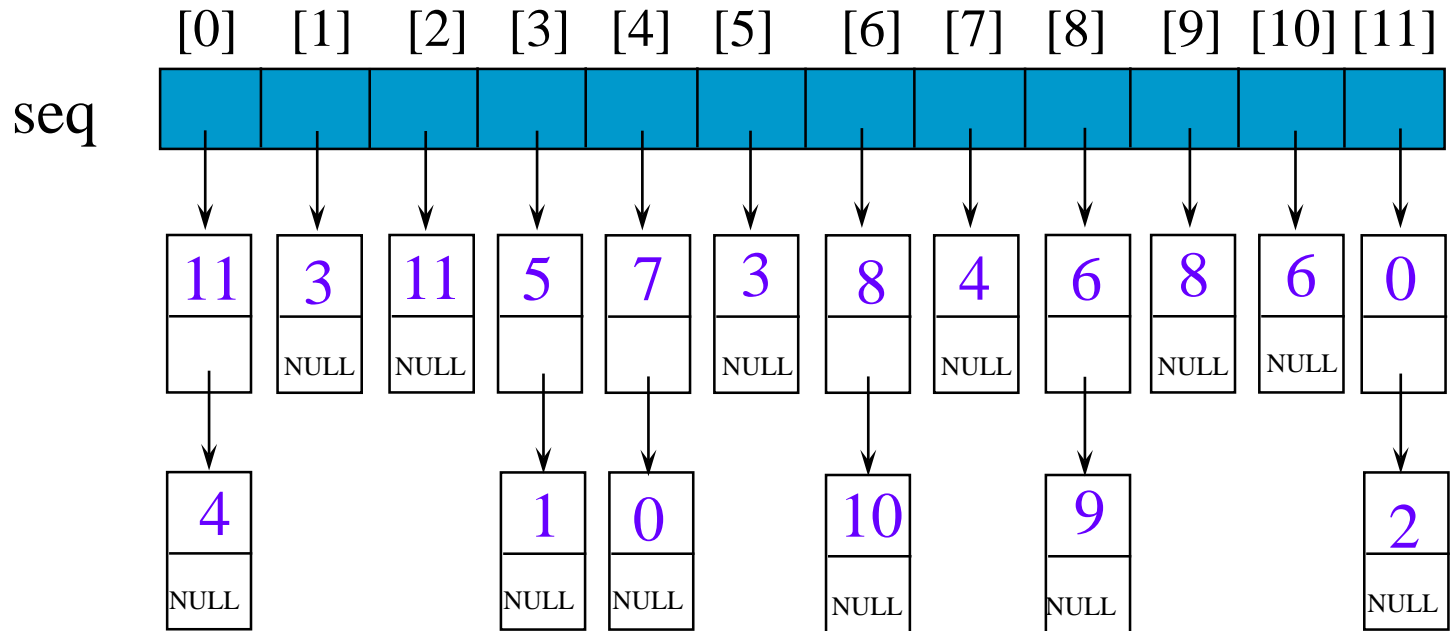 [0] [1] [2] [3] [4] [5] [6] [7] [8] [9] [10] [11]
seq
11 3 11 5 7 3 8 4 6 8 6 0
NULL NULL NULL NULL NULL NULL
4 1 0 10 9 2
NULL NULL NULL NULL NULL NULL